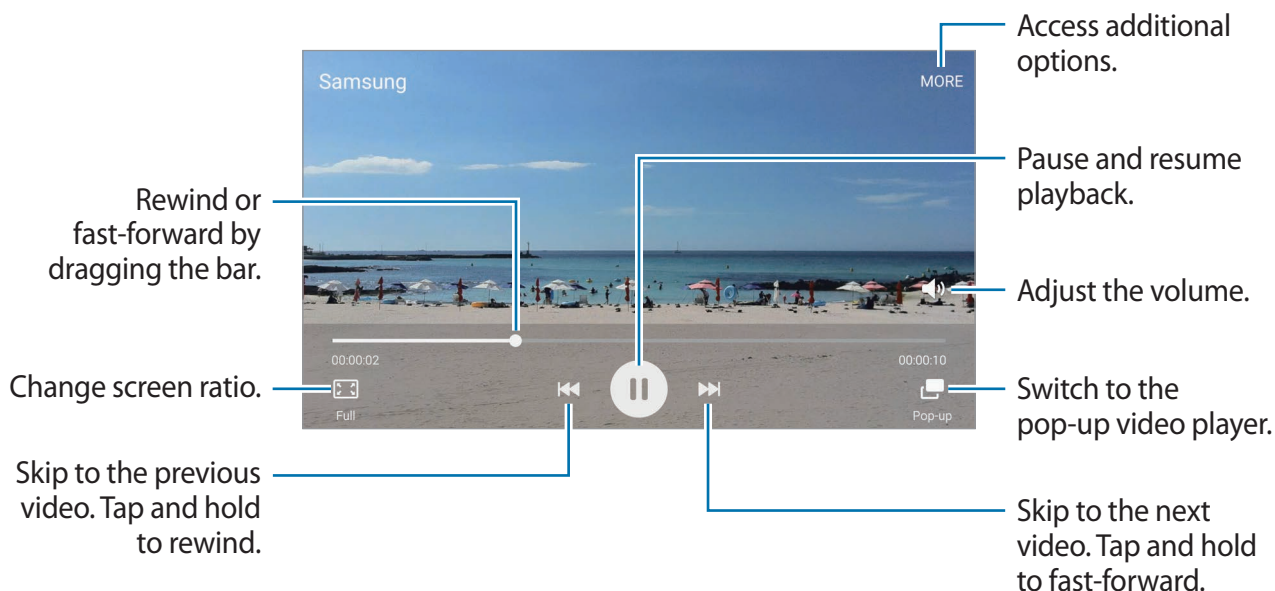 Access additional
options.
Samsung
MORE
Pause and resume
playback.
Rewind or
fast-forward by
dragging the bar.
Adjust the volume.
00:00:02
00:00:10
Change screen ratio.
Full
Pop-up
Switch to the
pop-up video player.
Skip to the previous
video. Tap and hold
to rewind.
Skip to the next
video. Tap and hold
to fast-forward.